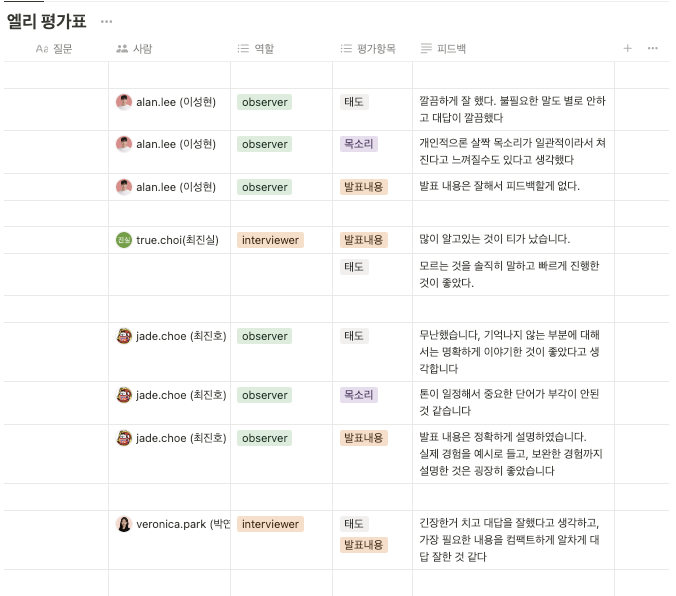 엘리 평가표 ···
Aa 질문 사람 역할 평가항목 피드백 + ···
alan.lee (이성현) observer 태도 깔끔하게 잘 했다. 불필요한 말도 별로 안하
고 대답이 깔끔했다
alan.lee (이성현) observer 목소리 개인적으론 살짝 목소리가 일관적이라서 쳐
진다고 느껴질수도 있다고 생각했다
alan.lee (이성현) observer 발표내용 발표 내용은 잘해서 피드백할게 없다.
진실 true.choi(최진실) interviewer 발표내용 많이 알고있는 것이 티가 났습니다.
태도 모르는 것을 솔직히 말하고 빠르게 진행한
것이 좋았다.
jade.choe (최진호) observer 태도 무난했습니다, 기억나지 않는 부분에 대해
서는 명확하게 이야기한 것이 좋았다고 생
각합니다
jade.choe (최진호) observer 목소리 톤이 일정해서 중요한 단어가 부각이 안된
것 같습니다
jade.choe (최진호) observer 발표내용 발표 내용은 정확하게 설명하였습니다.
실제 경험을 예시로 들고, 보완한 경험까지
설명한 것은 굉장히 좋았습니다
veronica.park (박연 interviewer 태도 긴장한거 치고 대답을 잘했다고 생각하고,
발표내용 가장 필요한 내용을 컴팩트하게 알차게 대
답 잘한 것 같다